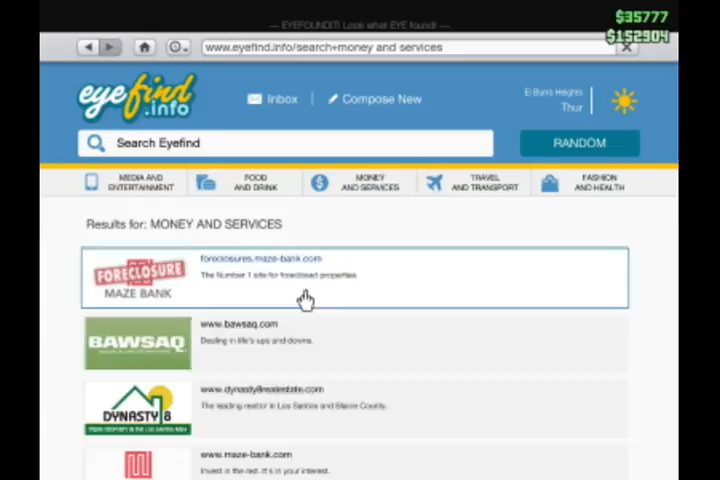 — EYEFOUNDIT! Look what EYE found! —
$35777
$152904
www.eyefind.info/search+money and services
eyefind
.info
Inbox
Compose New
El Burro Heights
Thur
Search Eyefind
RANDOM
MEDIA AND
ENTERTAINMENT
FOOD
AND DRINK
MONEY
AND SERVICES
TRAVEL
AND TRANSPORT
FASHION
AND HEALTH
Results for: MONEY AND SERVICES
FORECLOSURE
MAZE BANK
foreclosures.maze-bank.com
The Number 1 site for foreclosed properties.
BAWSAQ
www.bawsaq.com
Dealing in life's ups and downs.
DYNASTY 8
www.dynasty8realestate.com
The leading realtor in Los Santos and Blaine County.
www.maze-bank.com
Invest in the red. It's in your interest.